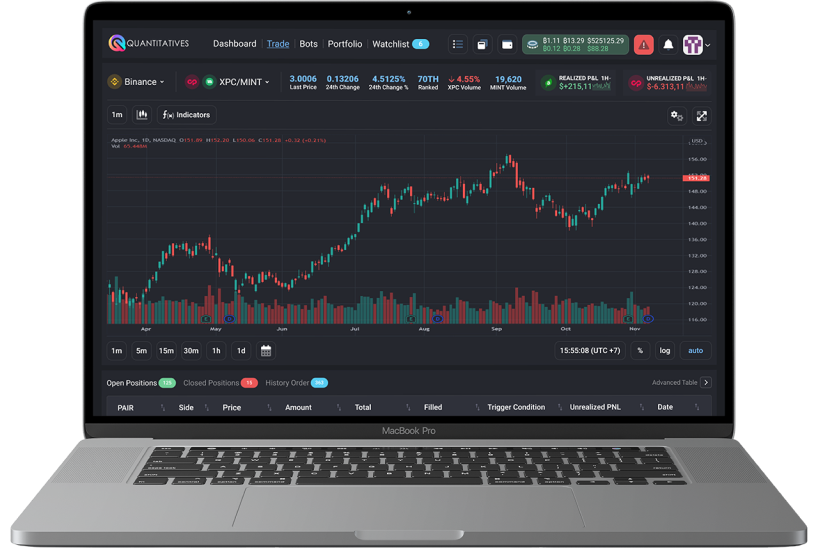 QUANTITATIVES
Dashboard Trade Bots Portfolio Watchlist 6
฿1.11 ฿13.29 $525125.29
฿0.12 ฿0.28 $88.28
Binance XPC/MINT
3.0006 0.13206 4.5125% 70TH 4.55% 19,620
Last Price 24th Change 24th Change % Ranked XPC Volume MINT Volume
REALIZED P&L 1H-
$+215,11
UNREALIZED P&L 1H-
$-6.313,11
1m Indicators
Apple Inc, 1D, NASDAQ O151.89 H152.20 L150.06 C151.28 +0.32 (+0.21%)
Vol 65.448M
USD
156.00
151.28
148.00
144.00
140.00
136.00
132.00
128.00
124.00
120.00
116.00
Apr May Jun Jul Aug Sep Oct Nov
1m 5m 15m 30m 1h 1d 15:55:08 (UTC +7) % log auto
Open Positions 125 Closed Positions 15 History Order 360 Advanced Table
PAIR Side Price Amount Total Filled Trigger Condition Unrealized PNL Date
MacBook Pro